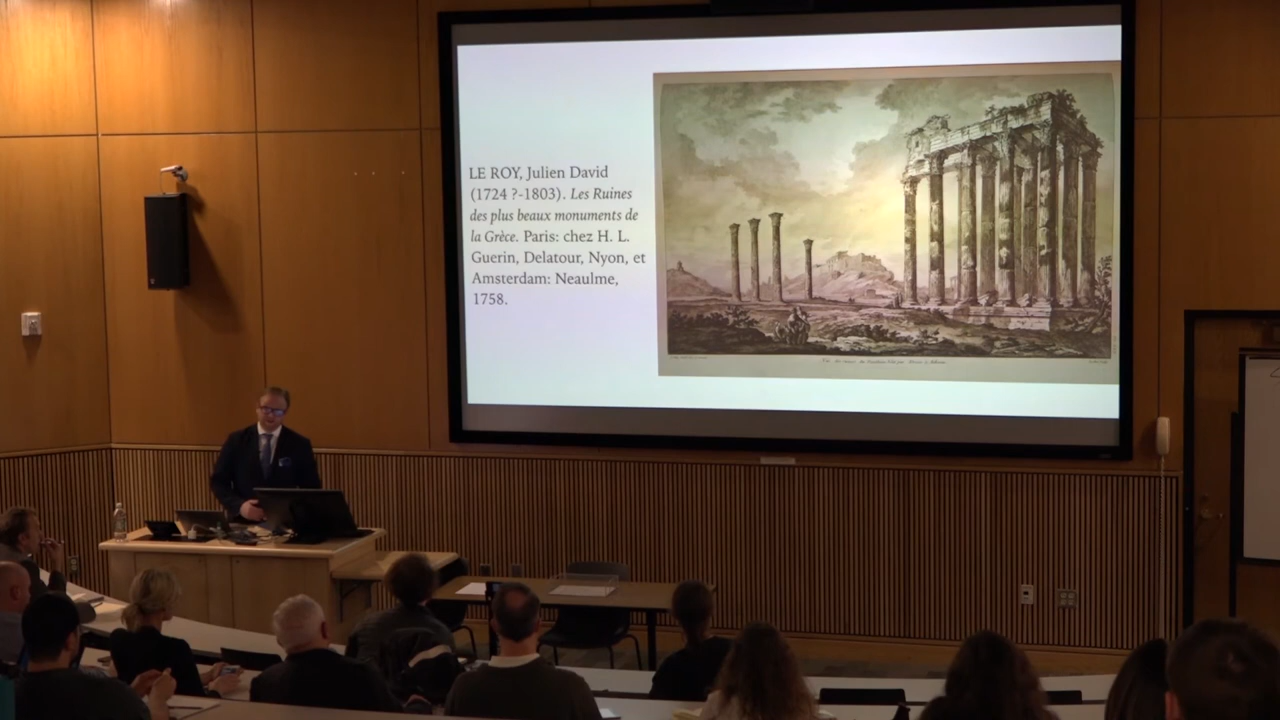 LE ROY, Julien David
(1724 ?-1803). Les Ruines
des plus beaux monuments de
la Grèce. Paris: chez H. L.
Guerin, Delatour, Nyon, et
Amsterdam: Neaulme,
1758.